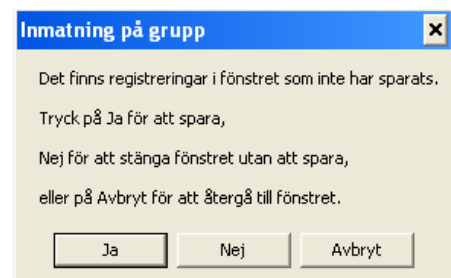 Inmatning på grupp
Det finns registreringar i fönstret som inte har sparats.
Tryck på Ja för att spara,
Nej för att stänga fönstret utan att spara,
eller på Avbryt för att återgå till fönstret.
Ja Nej Avbryt